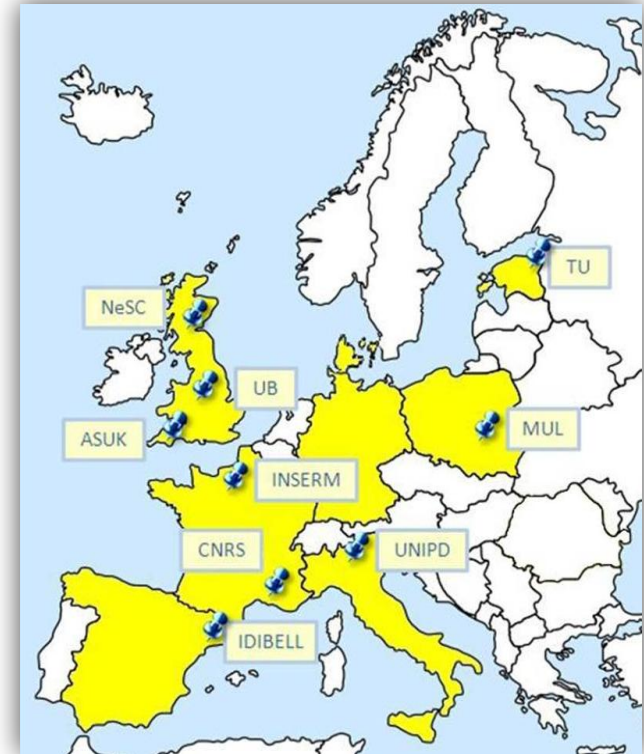 TU
NeSC
UB
ASUK
MUL
INSERM
CNRS
UNIPD
IDIBELL